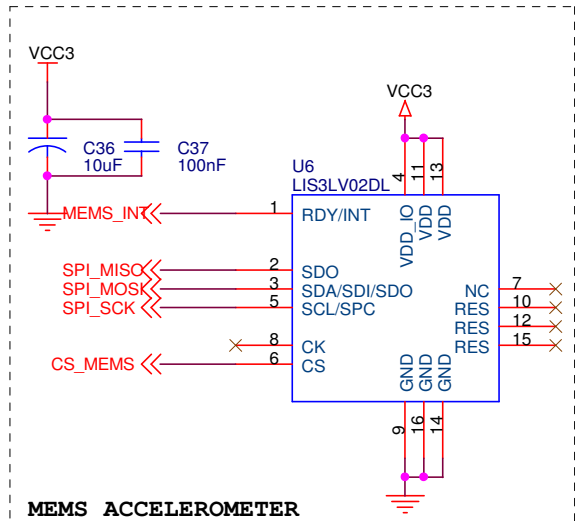 VCC3
VCC3
C36
10uF
C37
100nF
U6
LIS3LV02DL
4
11
13
VDD_IO
VDD
VDD
MEMS_INT
1
RDY/INT
SPI_MISO
2
SDO
SPI_MOSI
3
SDA/SDI/SDO
SPI_SCK
5
SCL/SPC
8
CK
CS_MEMS
6
CS
NC
7
RES
10
RES
12
RES
15
GND
GND
GND
9
16
14
MEMS ACCELEROMETER